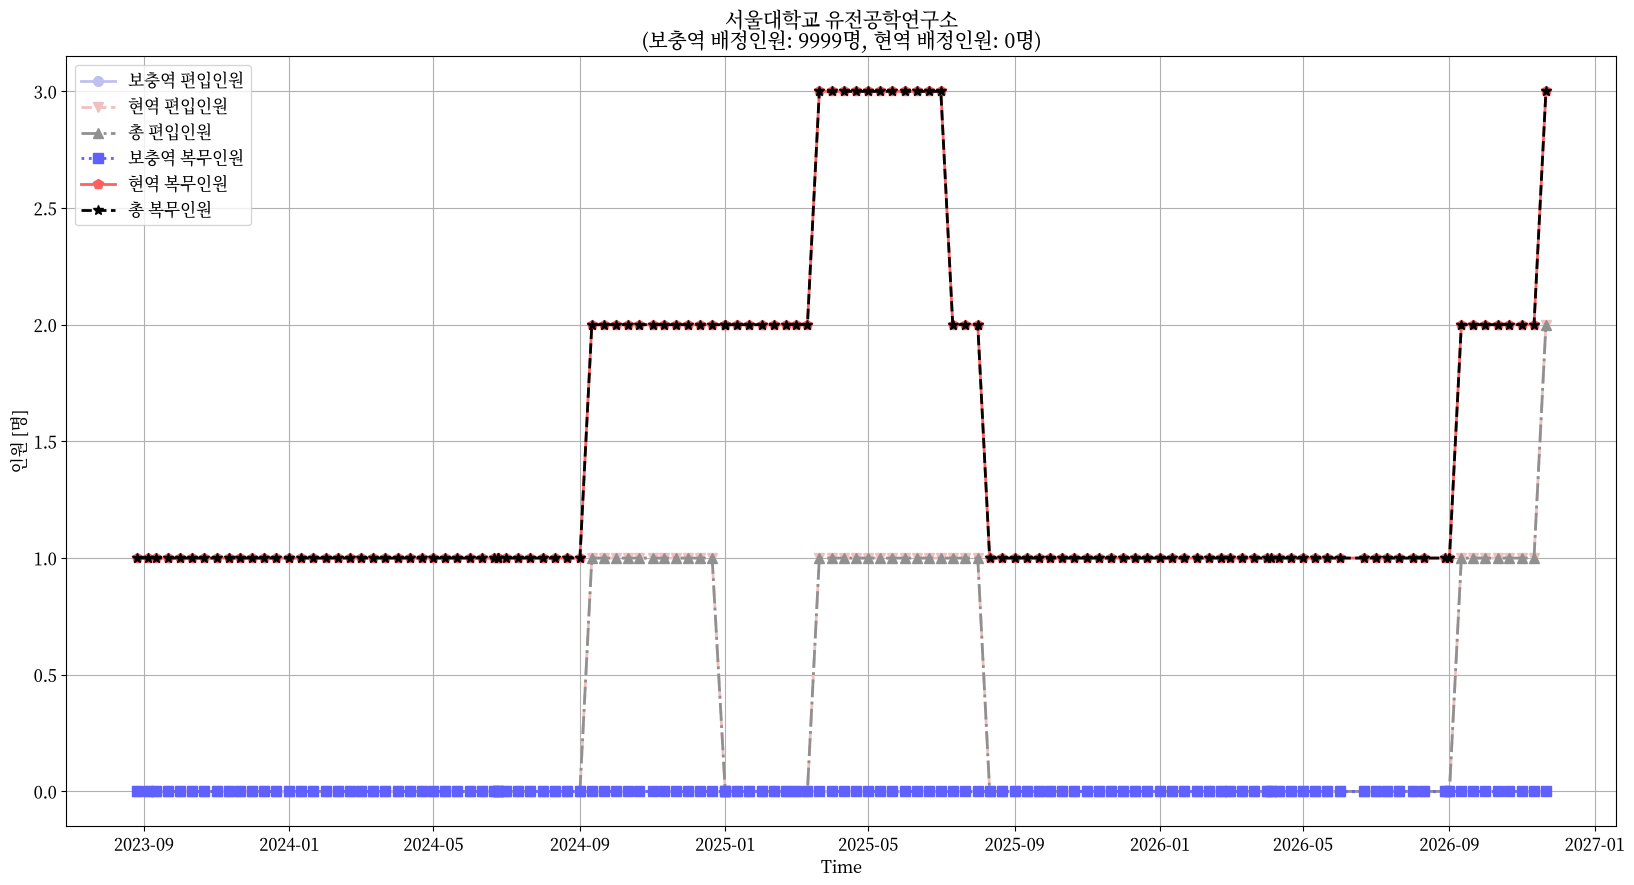 서울대학교 유전공학연구소
(보충역 배정인원: 9999명, 현역 배정인원: 0명)
보충역 편입인원
현역 편입인원
총 편입인원
보충역 복무인원
현역 복무인원
총 복무인원
3.0
2.5
2.0
1.5
1.0
0.5
0.0
인원 [명]
2023-09
2024-01
2024-05
2024-09
2025-01
2025-05
2025-09
2026-01
2026-05
2026-09
2027-01
Time